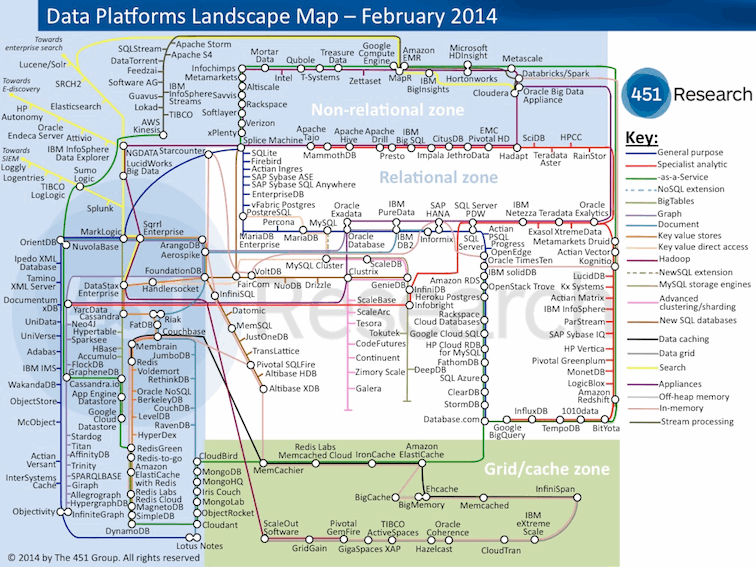 Data Platforms Landscape Map – February 2014
Towards
enterprise search
Lucene/Solr
Towards
E-discovery
SRCH2
HP
Autonomy
Elasticsearch
Oracle
Endeca Server
Attivio
Towards
SIEM
IBM InfoSphere
Data Explorer
Loggly
Logentries
Sumo
Logic
TIBCO
LogLogic
Splunk
SQLStream
DataTorrent
Feedzai
Software AG
Guavus
Lokad
AWS
Kinesis
Apache Storm
Apache S4
IBM
InfoSphere
Streams
TIBCO
NGDATA
LucidWorks
Big Data
Starcounter
Infochimps
Metamarkets
Savvis
Softlayer
xPlenty
Splice Machine
Altiscale
Rackspace
Verizon
Mortar
Data
Intel
Qubole
T-Systems
Treasure
Data
Zettaset
Google
Compute
Engine
Amazon
EMR
MapR
IBM
BigInsights
Microsoft
HDInsight
Hortonworks
Metascale
Cloudera
Databricks/Spark
Oracle Big Data
Appliance
Non-relational zone
Apache
Tajo
MammothDB
Apache
Hive
Apache
Drill
Presto
IBM
Big SQL
Impala
CitusDB
JethroData
EMC
Pivotal HD
Hadapt
SciDB
Teradata
Aster
HPCC
RainStor
Relational zone
SQLite
Firebird
Actian Ingres
SAP Sybase ASE
SAP Sybase SQL Anywhere
EnterpriseDB
vFabric Postgres
PostgreSQL
Percona
MariaDB
Enterprise
MariaDB
MySQL
Oracle
Exadata
Oracle
Database
IBM
PureData
IBM
DB2
SAP
HANA
Informix
SQL Server
PDW
SQL
Server
IBM
Netezza
Teradata
Oracle
Exalytics
Exasol
XtremeData
Metamarkets Druid
Actian Vector
Kognitio
Actian
PSQL
Progress
OpenEdge
Oracle TimesTen
IBM solidDB
OpenStack Trove
LucidDB
Kx Systems
Actian Matrix
IBM InfoSphere
ParStream
SAP Sybase IQ
HP Vertica
Pivotal Greenplum
MonetDB
LogicBlox
Amazon
Redshift
BitYota
1010data
TempoDB
InfluxDB
Google
BigQuery
MarkLogic
Sqrrl
Enterprise
OrientDB
NuvolaBase
ArangoDB
Aerospike
Ipedo XML
Database
Tamino
XML Server
Documentum
xDB
UniData
UniVerse
Adabas
IBM IMS
WakandaDB
ObjectStore
McObject
Actian
Versant
InterSystems
Cache
Objectivity
FoundationDB
DataStax
Enterprise
Handlersocket
YarcData
Cassandra
Neo4J
FatDB
Riak
Hypertable
Sparksee
Couchbase
HBase
Accumulo
FlockDB
GrapheneDB
Cassandra.io
App Engine
Datastore
Google
Cloud
Datastore
Stardog
Titan
AffinityDB
Trinity
SPARQLBASE
Giraph
Allegrograph
HypergraphDB
InfiniteGraph
Membrain
JumboDB
Redis
Voldemort
RethinkDB
Oracle NoSQL
BerkeleyDB
CouchDB
LevelDB
RavenDB
HyperDex
RedisGreen
Redis-to-go
Amazon
ElastiCache
with Redis
Redis Labs
Redis Cloud
MagnetoDB
SimpleDB
DynamoDB
CloudBird
MongoDB
MongoHQ
Iris Couch
MongoLab
ObjectRocket
Cloudant
Lotus Notes
MySQL Cluster
ScaleDB
VoltDB
FairCom
NuoDB
Drizzle
Clustrix
GenieDB
InfiniSQL
Datomic
MemSQL
JustOneDB
TransLattice
Pivotal SQLFire
Altibase HDB
Altibase XDB
ScaleBase
ScaleArc
Tesora
Tokutek
CodeFutures
Continuent
Zimory Scale
Galera
DeepDB
InfiniDB
Infobright
Amazon RDS
Heroku Postgres
Rackspace
Cloud Databases
Google Cloud SQL
HP Cloud RDB
for MySQL
FathomDB
SQL Azure
ClearDB
StormDB
Database.com
Grid/cache zone
MemCachier
Redis Labs
Memcached Cloud
IronCache
Amazon
ElastiCache
BigCache
Ehcache
BigMemory
Memcached
InfiniSpan
ScaleOut
Software
GridGain
Pivotal
GemFire
GigaSpaces XAP
TIBCO
ActiveSpaces
Hazelcast
Oracle
Coherence
CloudTran
IBM
eXtreme
Scale
451 Research
Key:
General purpose
Specialist analytic
-as-a-Service
NoSQL extension
BigTables
Graph
Document
Key value stores
Key value direct access
Hadoop
NewSQL extension
MySQL storage engines
Advanced
clustering/sharding
New SQL databases
Data caching
Data grid
Search
Appliances
Off-heap memory
In-memory
Stream processing
© 2014 by The 451 Group. All rights reserved